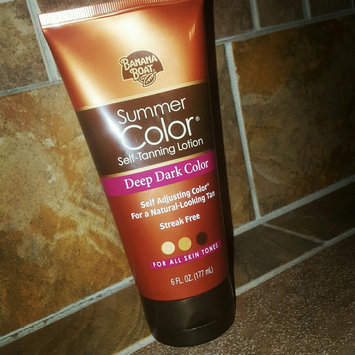 BANANA
BOAT
Summer
Color®
Self-Tanning Lotion
Deep Dark Color
Self Adjusting Color*
For a Natural-Looking Tan
Streak Free
FOR ALL SKIN TONES
6 FL. OZ. (177 mL)